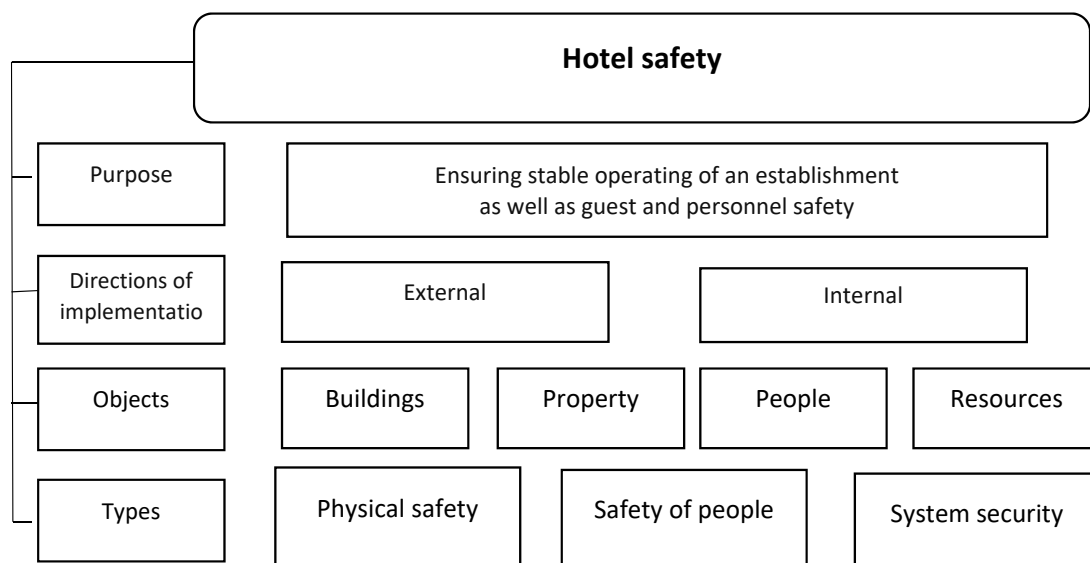 Hotel safety
Purpose
Ensuring stable operating of an establishment
as well as guest and personnel safety
Directions of
implementatio
External
Internal
Objects
Buildings
Property
People
Resources
Types
Physical safety
Safety of people
System security